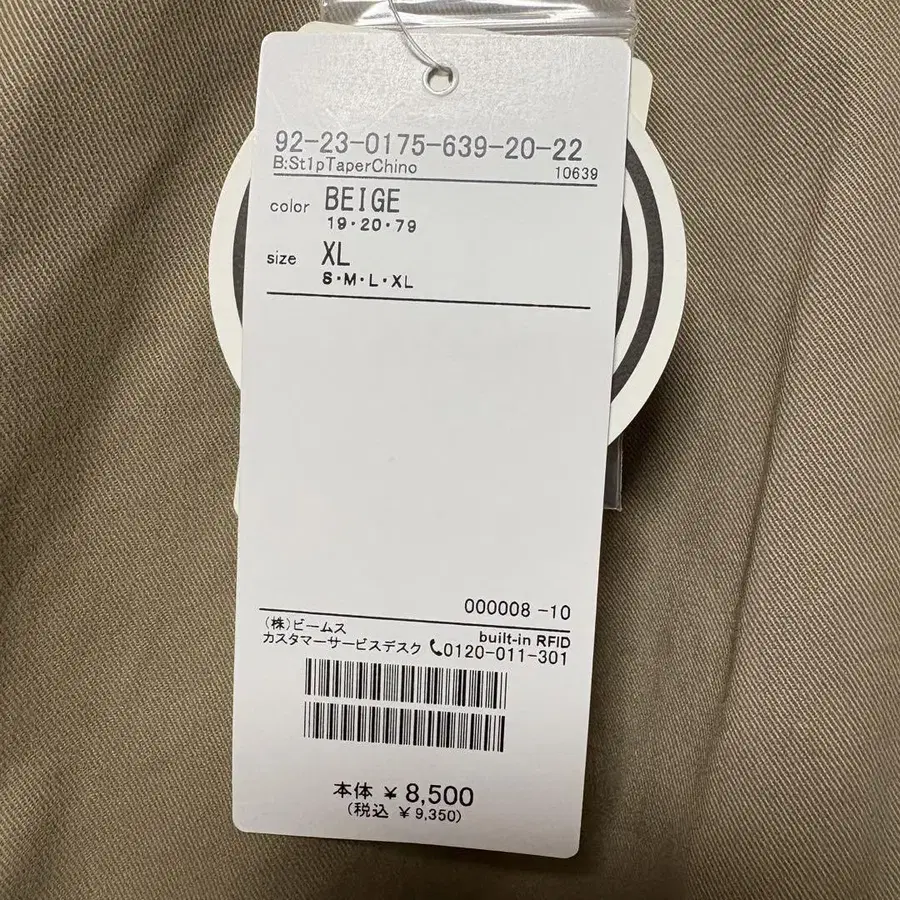 92-23-0175-639-20-22
B:St1pTaperChino 10639
color BEIGE
19・20・79
size XL
S・M・L・XL
000008 -10
(株)ビームス built-in RFID
カスタマーサービスデスク 0120-011-301
本体 ¥ 8,500
(税込 ¥ 9,350)